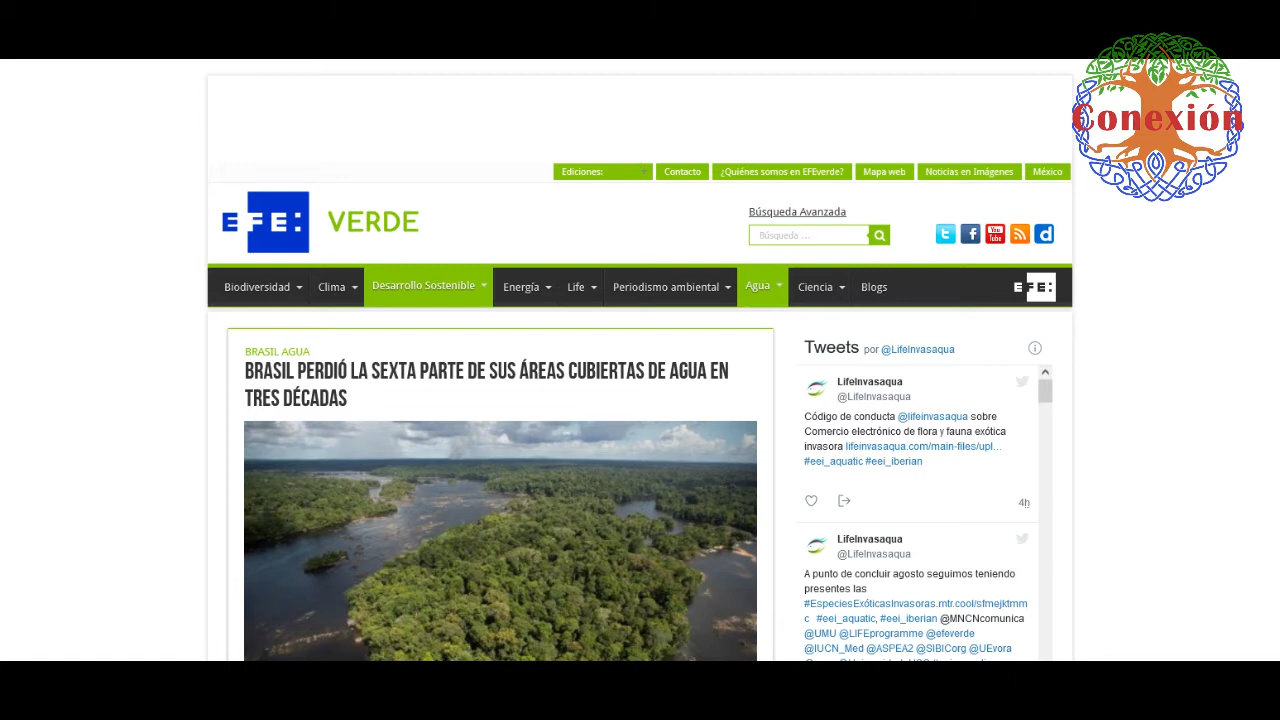 Conexión
Ediciones:
Contacto
¿Quiénes somos en EFEverde?
Mapa web
Noticias en Imágenes
México
EFE: VERDE
Búsqueda Avanzada
Búsqueda ...
You Tube
Biodiversidad
Clima
Desarrollo Sostenible
Energía
Life
Periodismo ambiental
Agua
Ciencia
Blogs
EFE:
BRASIL AGUA
BRASIL PERDIÓ LA SEXTA PARTE DE SUS ÁREAS CUBIERTAS DE AGUA EN
TRES DÉCADAS
Tweets por @LifeInvasaqua
LifeInvasaqua
@LifeInvasaqua
Código de conducta @lifeinvasaqua sobre
Comercio electrónico de flora y fauna exótica
invasora lifeinvasaqua.com/main-files/upl...
#eei_aquatic #eei_iberian
4h
LifeInvasaqua
@LifeInvasaqua
A punto de concluir agosto seguimos teniendo
presentes las
#EspeciesExóticasInvasoras.mtr.cool/sfmejktmm
c #eei_aquatic, #eei_iberian @MNCNcomunica
@UMU @LIFEprogramme @efeverde
@IUCN_Med @ASPEA2 @SIBICorg @UEvora